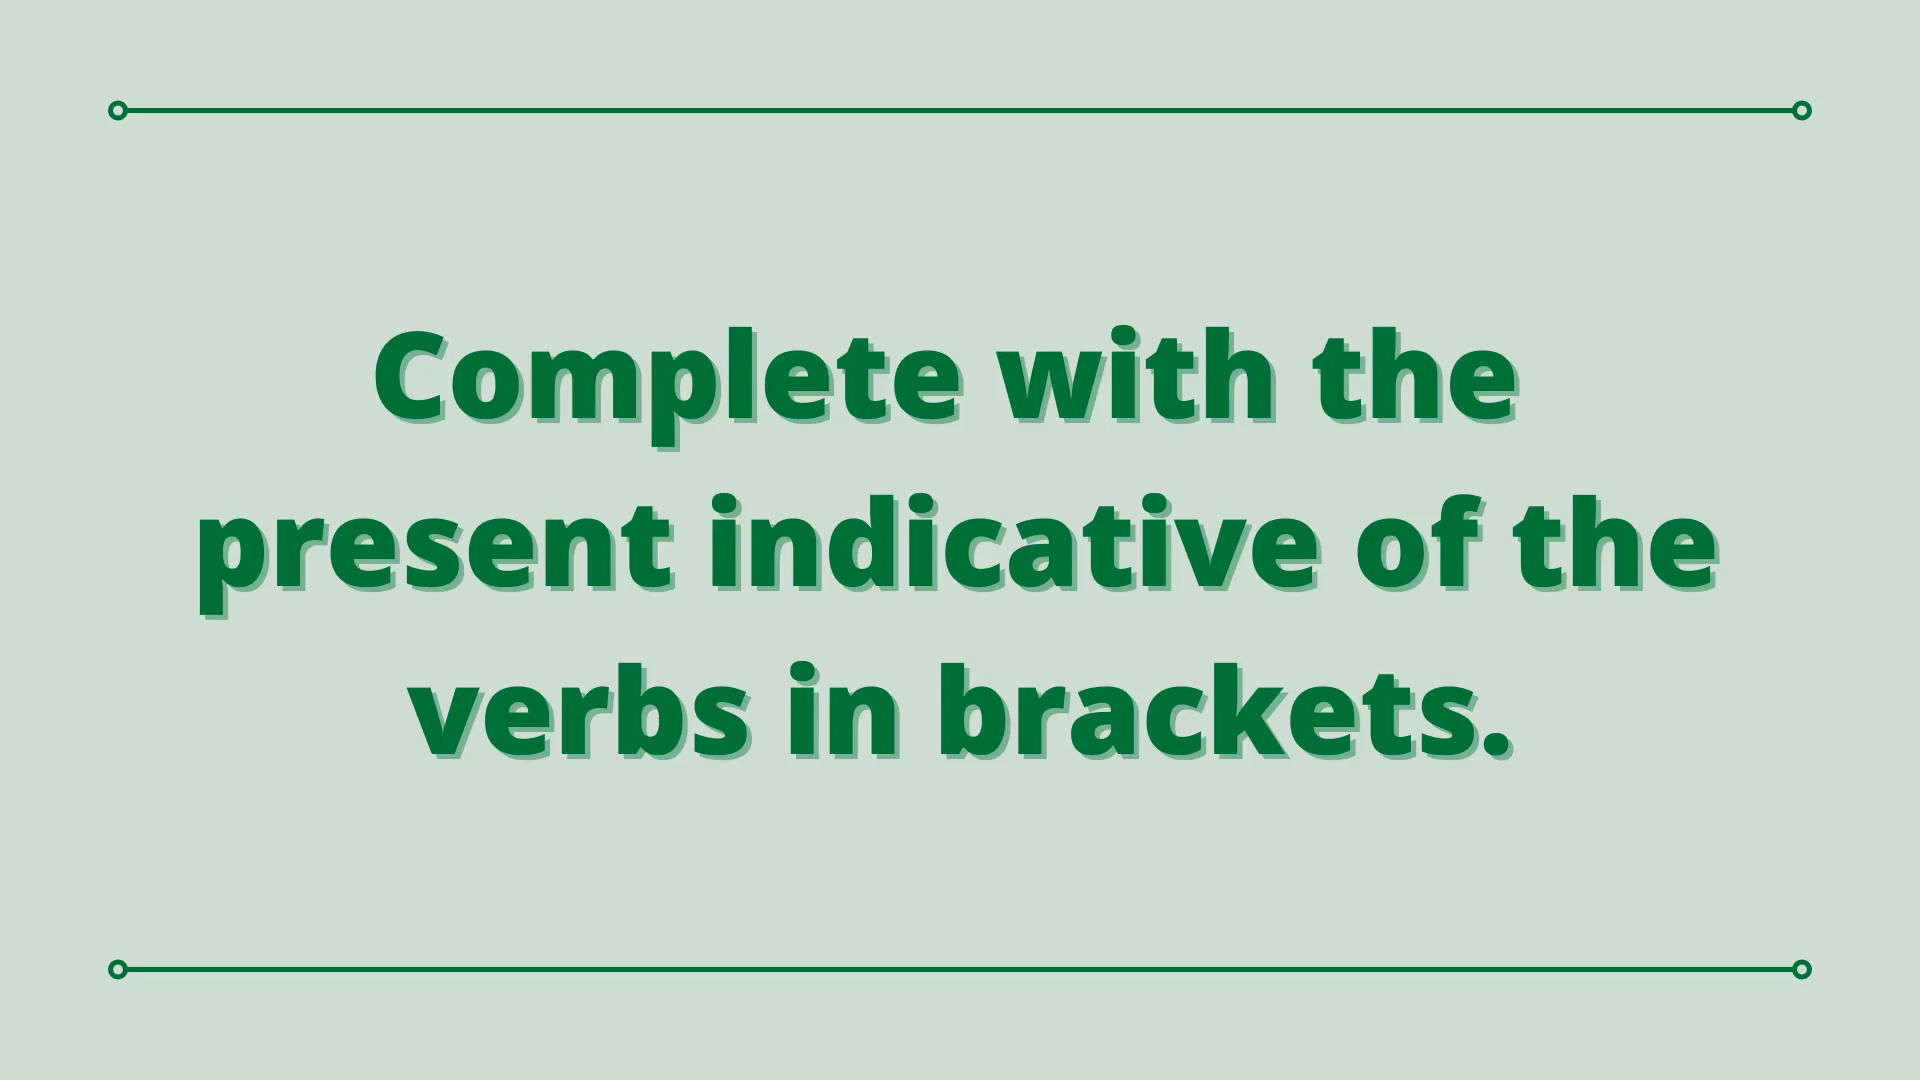 Complete with the
present indicative of the
verbs in brackets.